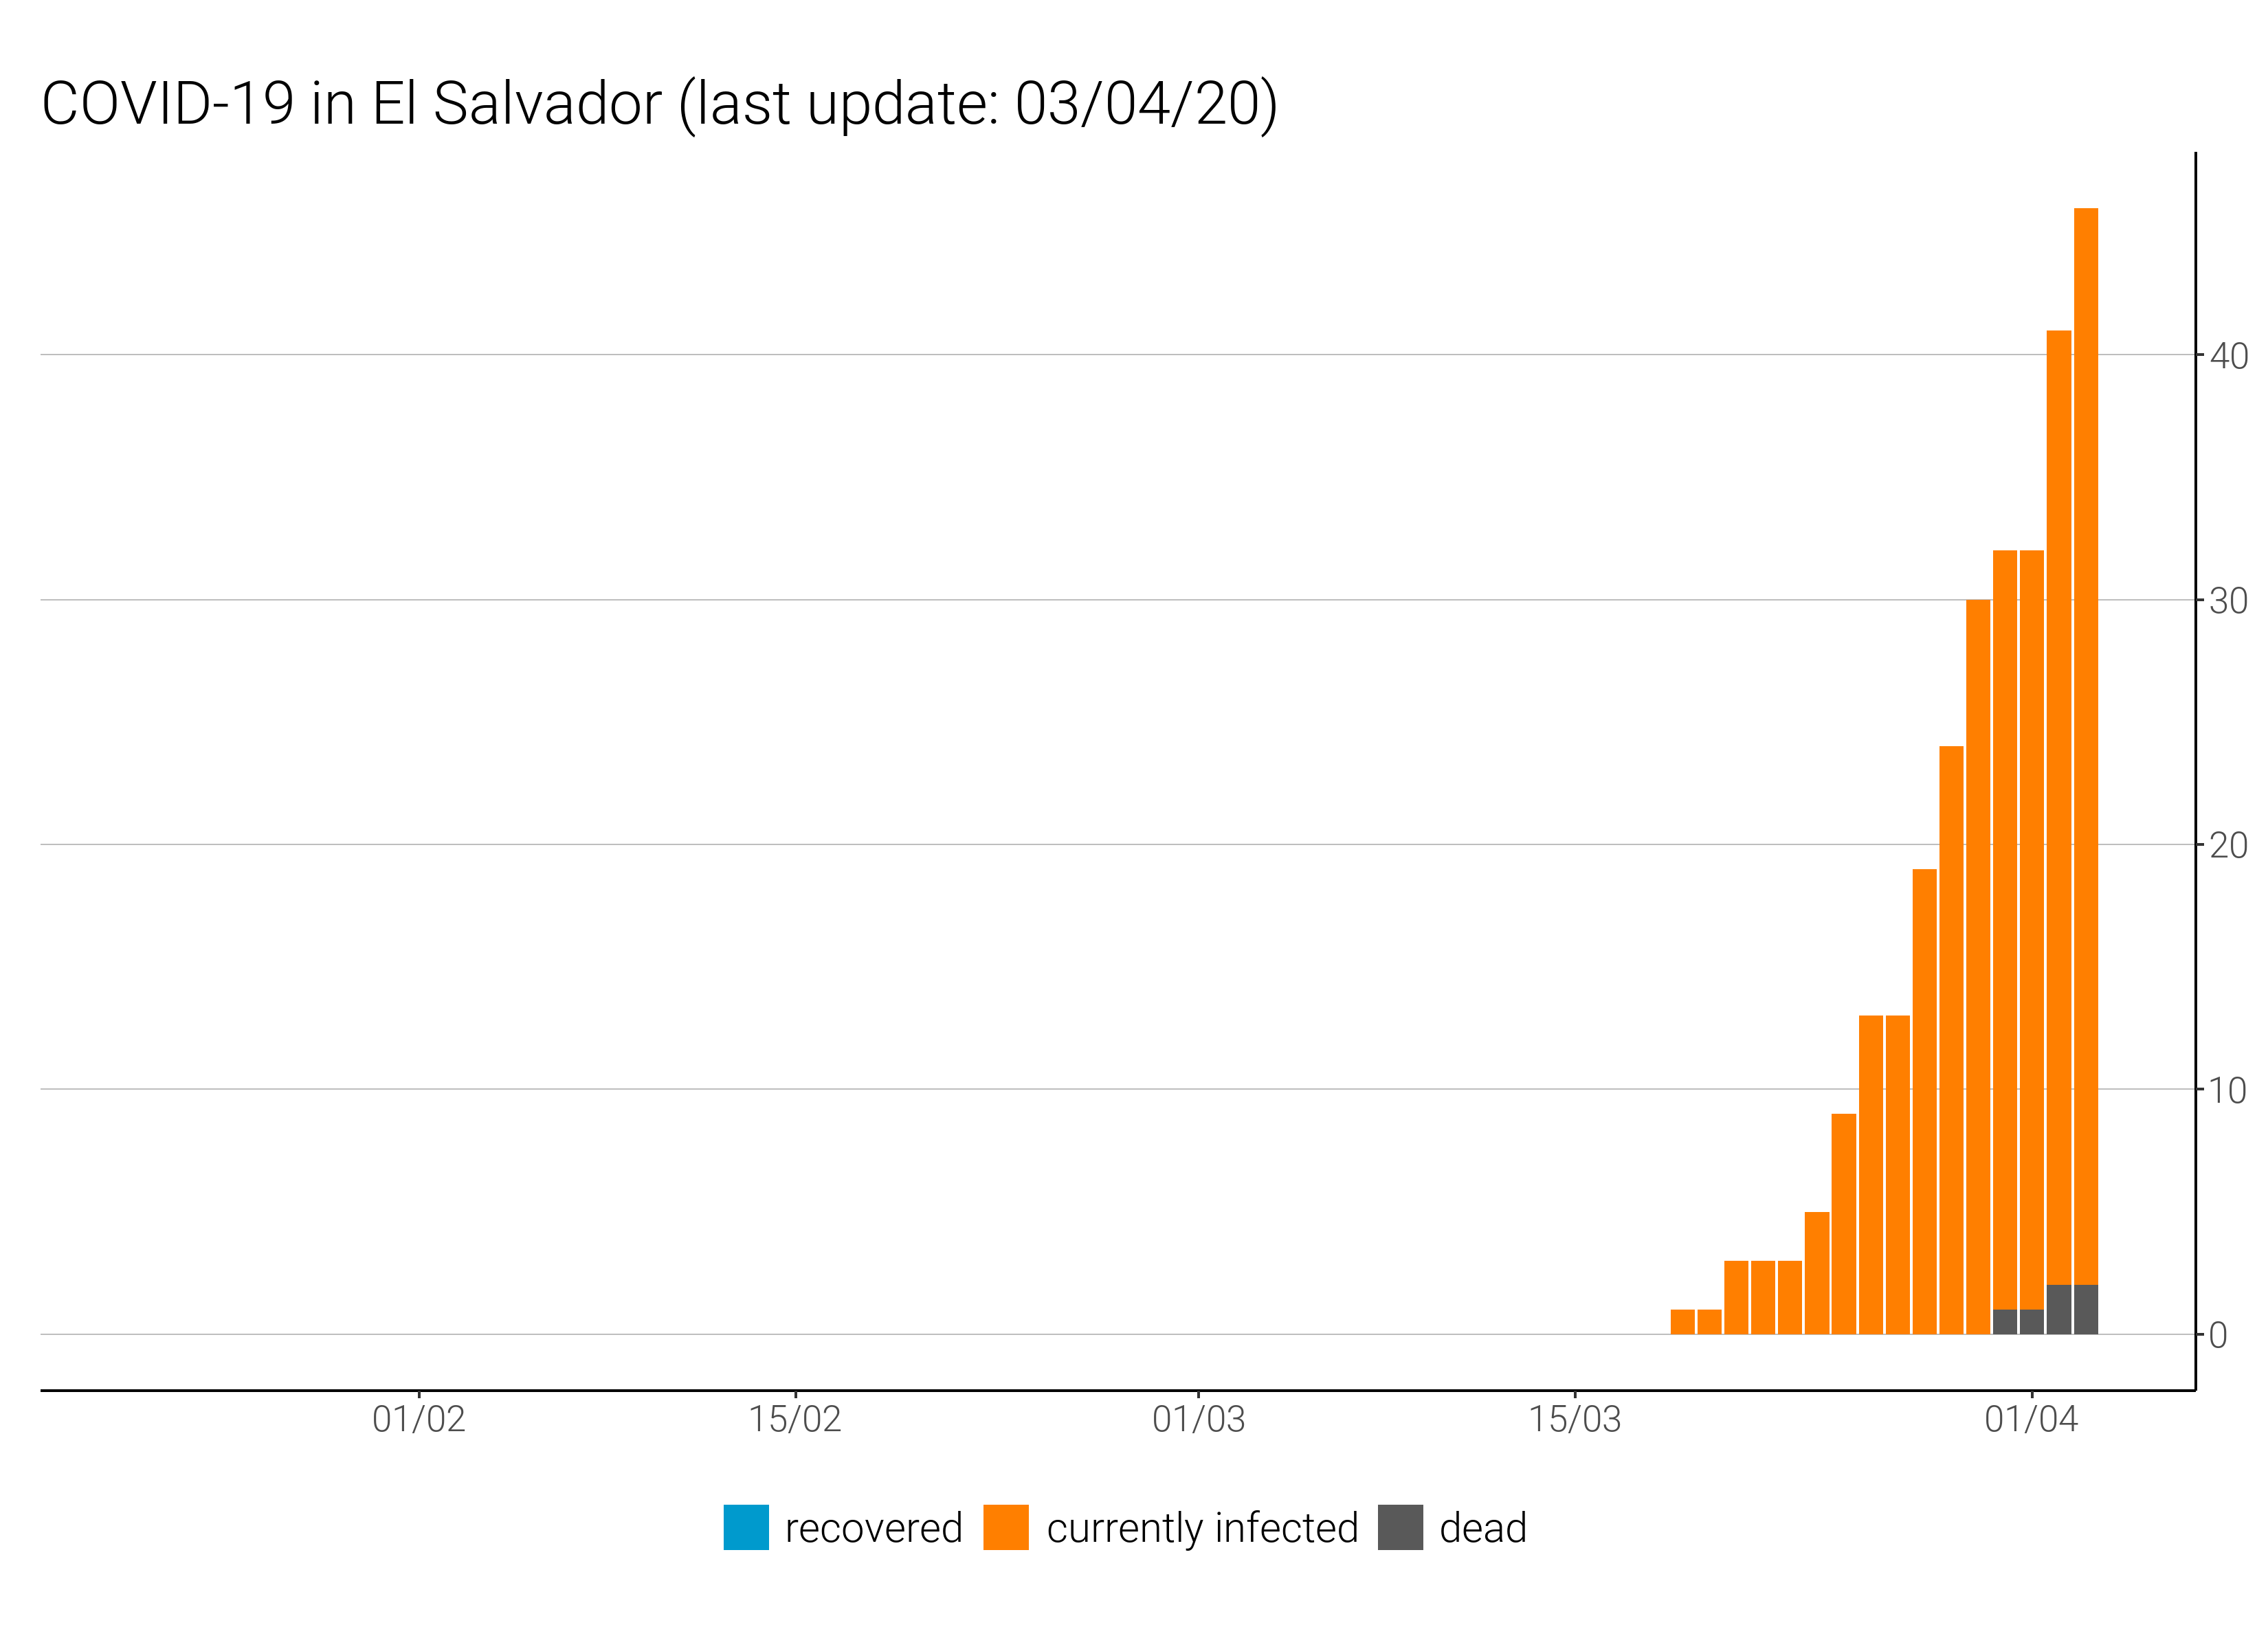 COVID-19 in El Salvador (last update: 03/04/20)
40
30
20
10
0
01/02 15/02 01/03 15/03 01/04
recovered currently infected dead